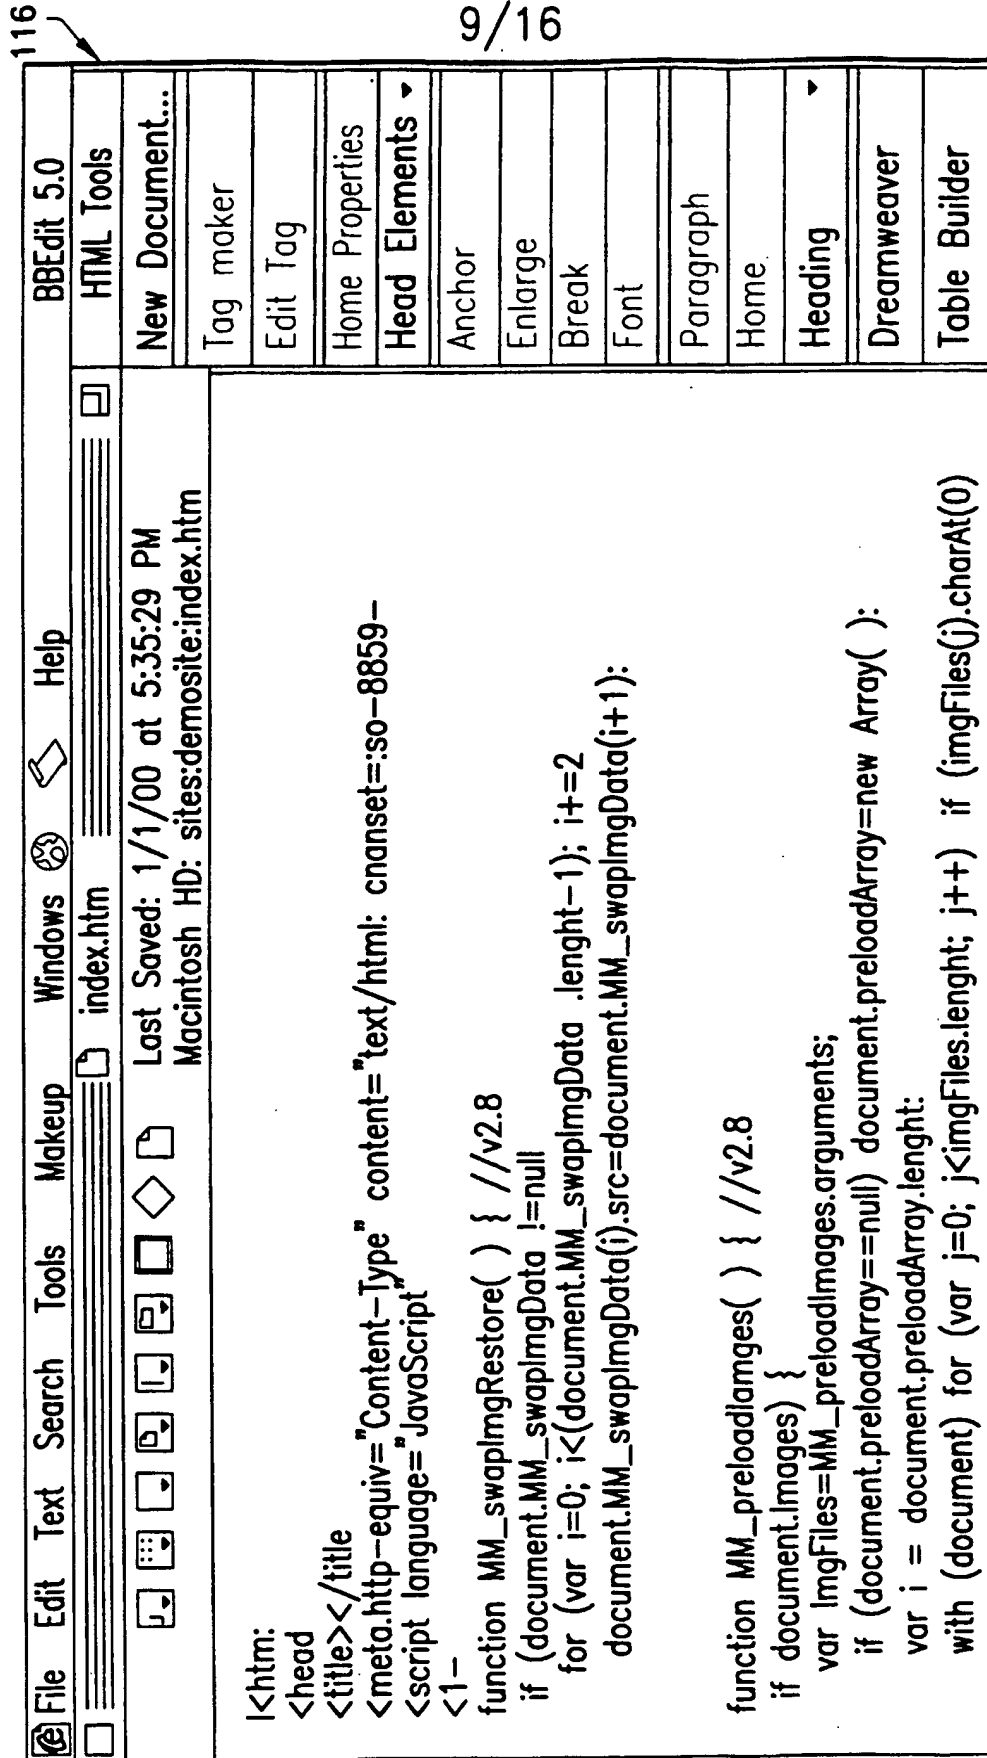 9/16
116
File Edit Text Search Tools Makeup Windows Help BBEdit 5.0
index.htm
HTML Tools
Last Saved: 1/1/00 at 5:35:29 PM
Macintosh HD: sites:demosite:index.htm
New Document...
Tag maker
Edit Tag
Home Properties
Head Elements
Anchor
Enlarge
Break
Font
Paragraph
Home
Heading
Dreamweaver
Table Builder
I<htm:
<head
<title></title
<meta.http-equiv="Content-Type" content="text/html: cnanset=:so-8859-
<script language="JavaScript"
<1-
function MM_swapImgRestore( ) { //v2.8
if (document.MM_swapImgData !=null
for (var i=0; i<(document.MM_swapImgData .lenght-1); i+=2
document.MM_swapImgData(i).src=document.MM_swapImgData(i+1):
function MM_preloadIamges( ) { //v2.8
if document.Images) {
var ImgFiles=MM_preloadImages.arguments;
if (document.preloadArray==null) document.preloadArray=new Array( ):
var i = document.preloadArray.lenght:
with (document) for (var j=0; j<imgFiles.lenght; j++) if (imgFiles(j).charAt(0)